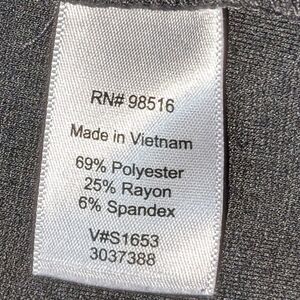 RN# 98516
Made in Vietnam
69% Polyester
25% Rayon
6% Spandex
V#S1653
3037388